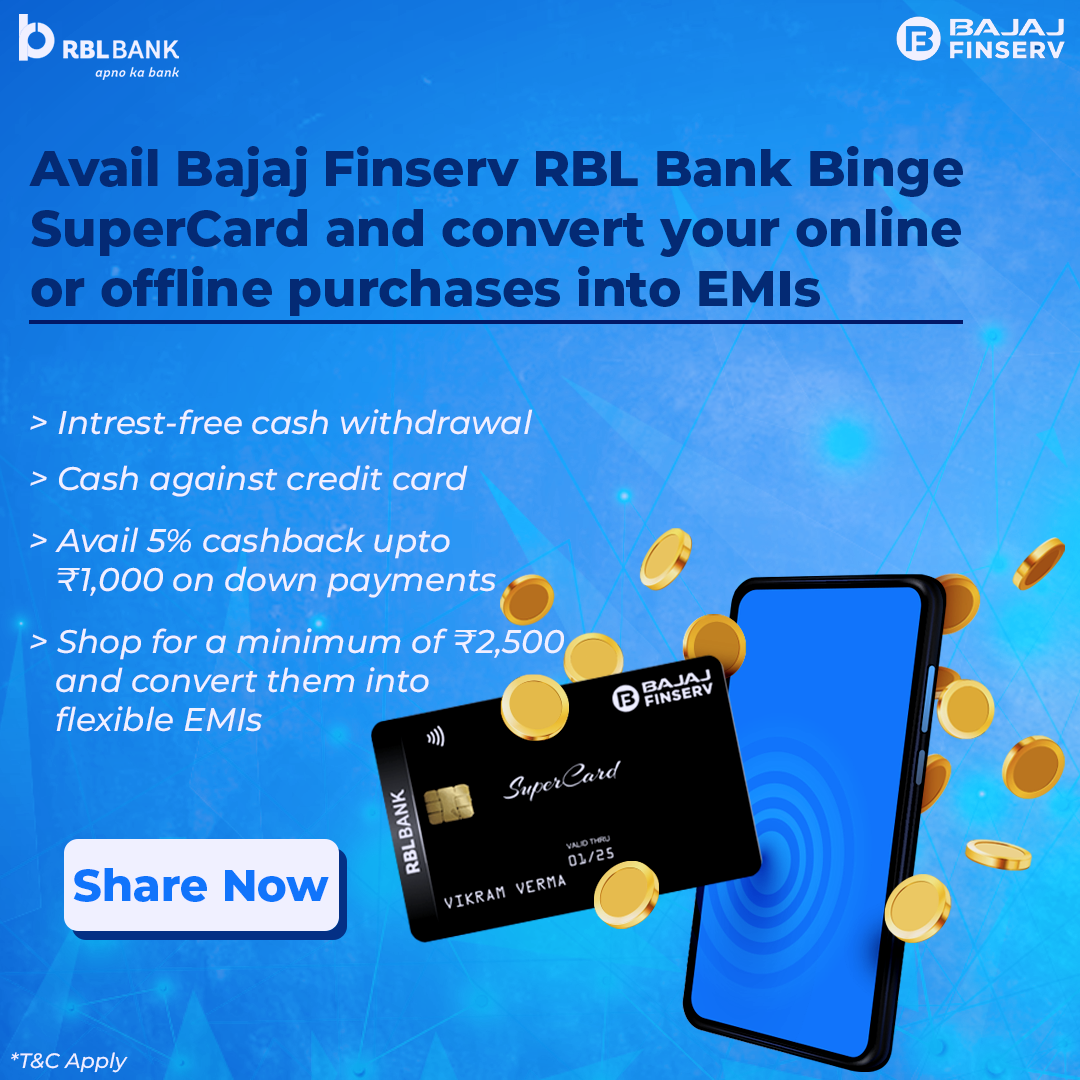 RBLBANK
apno ka bank
BAJAJ
FINSERV
Avail Bajaj Finserv RBL Bank Binge
SuperCard and convert your online
or offline purchases into EMIs
> Intrest-free cash withdrawal
> Cash against credit card
> Avail 5% cashback upto
₹1,000 on down payments
> Shop for a minimum of ₹2,500
and convert them into
flexible EMIs
BAJAJ
FINSERV
SuperCard
RBLBANK
VALID THRU
01/25
VIKRAM VERMA
Share Now
*T&C Apply